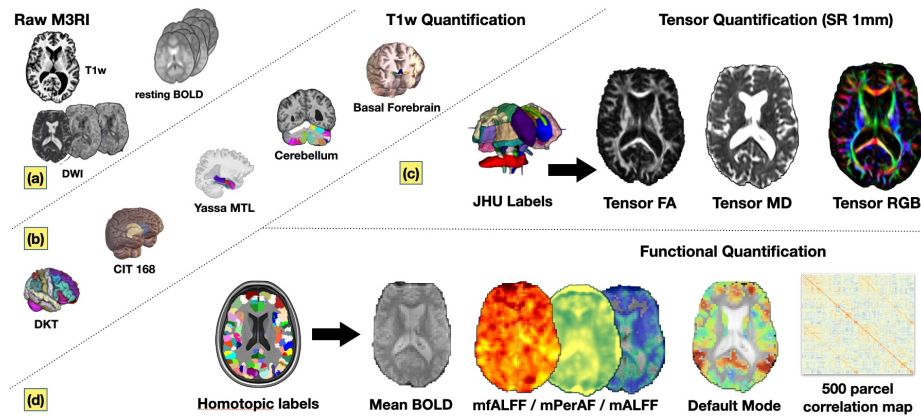 Raw M3RI
T1w
resting BOLD
DWI
(a)
T1w Quantification
Basal Forebrain
Cerebellum
Yassa MTL
CIT 168
DKT
(b)
Tensor Quantification (SR 1mm)
(c)
JHU Labels
Tensor FA
Tensor MD
Tensor RGB
Functional Quantification
(d)
Homotopic labels
Mean BOLD
mfALFF / mPerAF / mALFF
Default Mode
500 parcel
correlation map